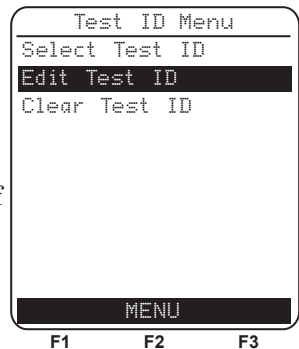 Test ID Menu
Select Test ID
Edit Test ID
Clear Test ID
f
MENU
F1 F2 F3